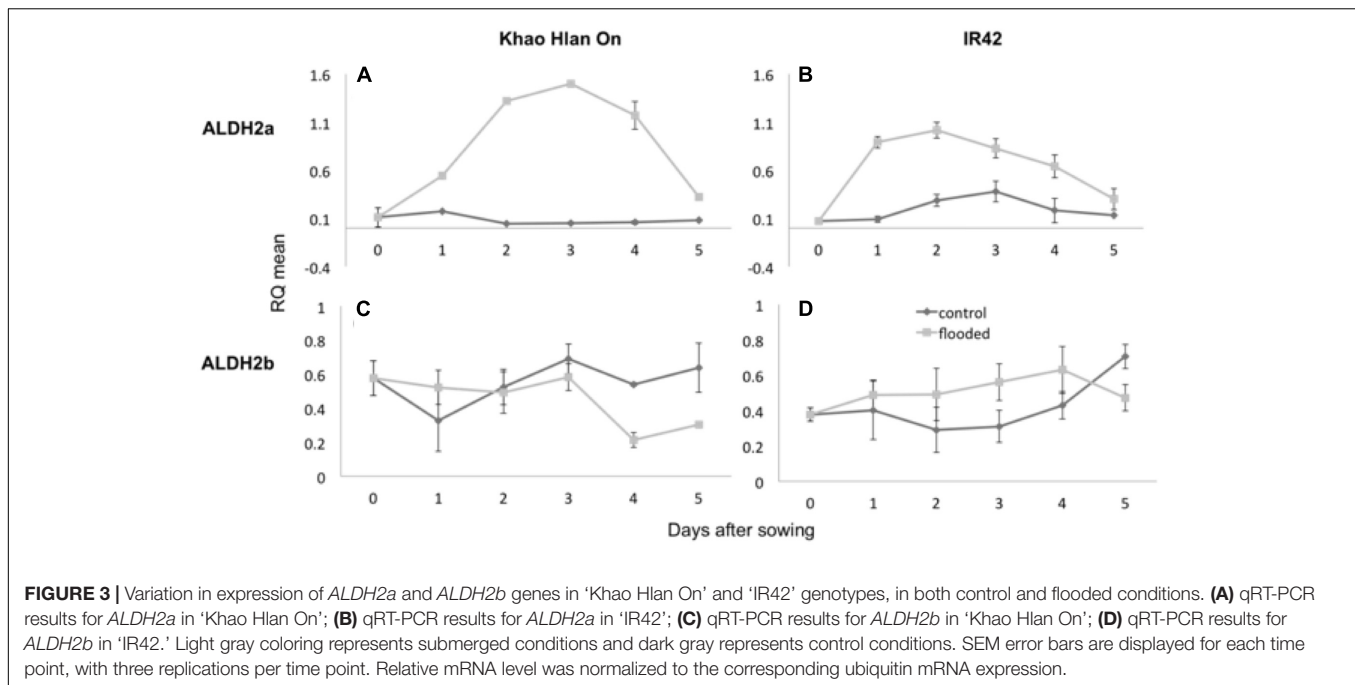 Khao Hlan On
IR42
ALDH2a
A
1.6
1.1
0.6
0.1
-0.4
0 1 2 3 4 5
B
1.6
1.1
0.6
0.1
-0.4
0 1 2 3 4 5
RQ mean
ALDH2b
C
1
0.8
0.6
0.4
0.2
0
0 1 2 3 4 5
D
control
flooded
1
0.8
0.6
0.4
0.2
0
0 1 2 3 4 5
Days after sowing
FIGURE 3 | Variation in expression of ALDH2a and ALDH2b genes in ‘Khao Hlan On’ and ‘IR42’ genotypes, in both control and flooded conditions. (A) qRT-PCR
results for ALDH2a in ‘Khao Hlan On’; (B) qRT-PCR results for ALDH2a in ‘IR42’; (C) qRT-PCR results for ALDH2b in ‘Khao Hlan On’; (D) qRT-PCR results for
ALDH2b in ‘IR42.’ Light gray coloring represents submerged conditions and dark gray represents control conditions. SEM error bars are displayed for each time
point, with three replications per time point. Relative mRNA level was normalized to the corresponding ubiquitin mRNA expression.